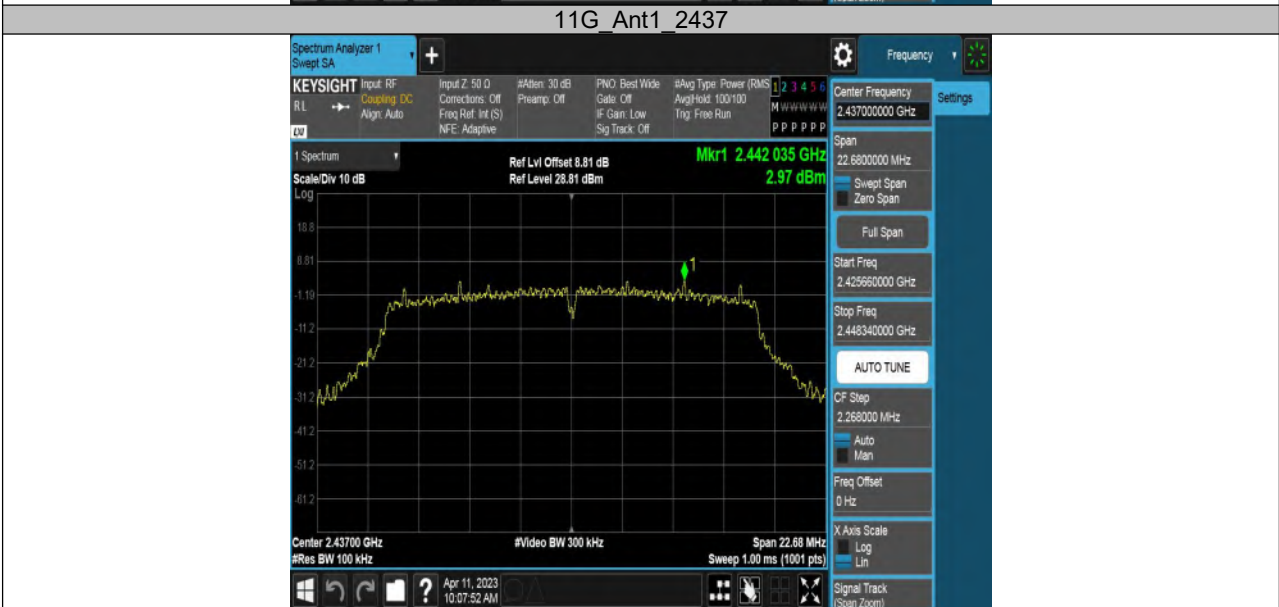 11G_Ant1_2437
Spectrum Analyzer 1
Swept SA
+
Frequency
KEYSIGHT
Input: RF
Coupling: DC
Align: Auto
RL
LXI
Input Z: 50 Ω
Corrections: Off
Freq Ref: Int (S)
NFE: Adaptive
#Atten: 30 dB
Preamp: Off
PNO: Best Wide
Gate: Off
IF Gain: Low
Sig Track: Off
#Avg Type: Power (RMS
Avg|Hold: 100/100
Trig: Free Run
1 2 3 4 5 6
M W W W W W
P P P P P P
Center Frequency
2.437000000 GHz
Settings
1 Spectrum
Scale/Div 10 dB
Log
Ref Lvl Offset 8.81 dB
Ref Level 28.81 dBm
Mkr1 2.442 035 GHz
2.97 dBm
Span
22.6800000 MHz
Swept Span
Zero Span
Full Span
Start Freq
2.425660000 GHz
Stop Freq
2.448340000 GHz
AUTO TUNE
CF Step
2.268000 MHz
Auto
Man
Freq Offset
0 Hz
X Axis Scale
Log
Lin
Signal Track
(Span Zoom)
18.8
8.81
-1.19
-11.2
-21.2
-31.2
-41.2
-51.2
-61.2
1
Center 2.43700 GHz
#Res BW 100 kHz
#Video BW 300 kHz
Span 22.68 MHz
Sweep 1.00 ms (1001 pts)
?
Apr 11, 2023
10:07:52 AM